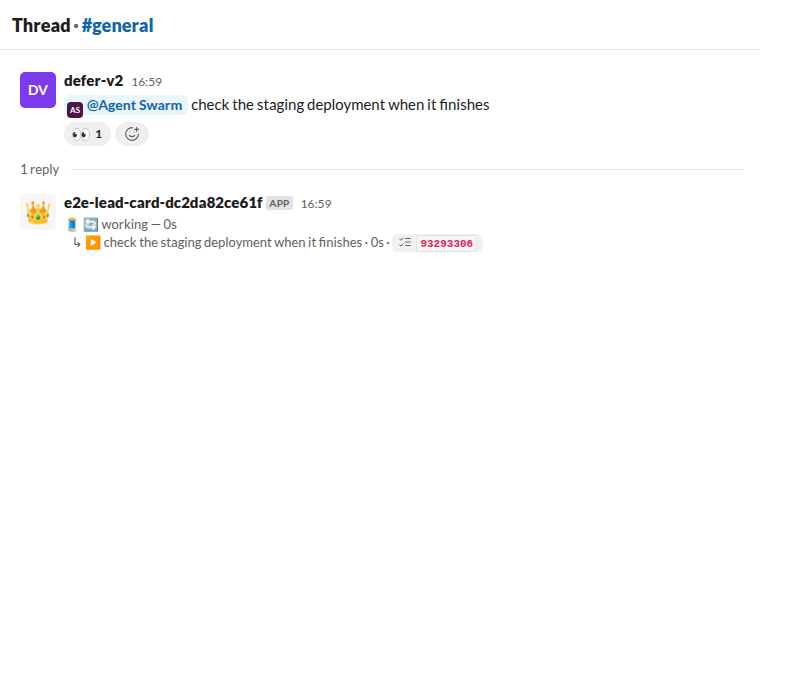 Thread • #general
DV
defer-v2 16:59
AS @Agent Swarm check the staging deployment when it finishes
👀 1
1 reply
e2e-lead-card-dc2da82ce61f APP 16:59
🧵 🔄 working — 0s
↳ ▶️ check the staging deployment when it finishes · 0s · 93293306